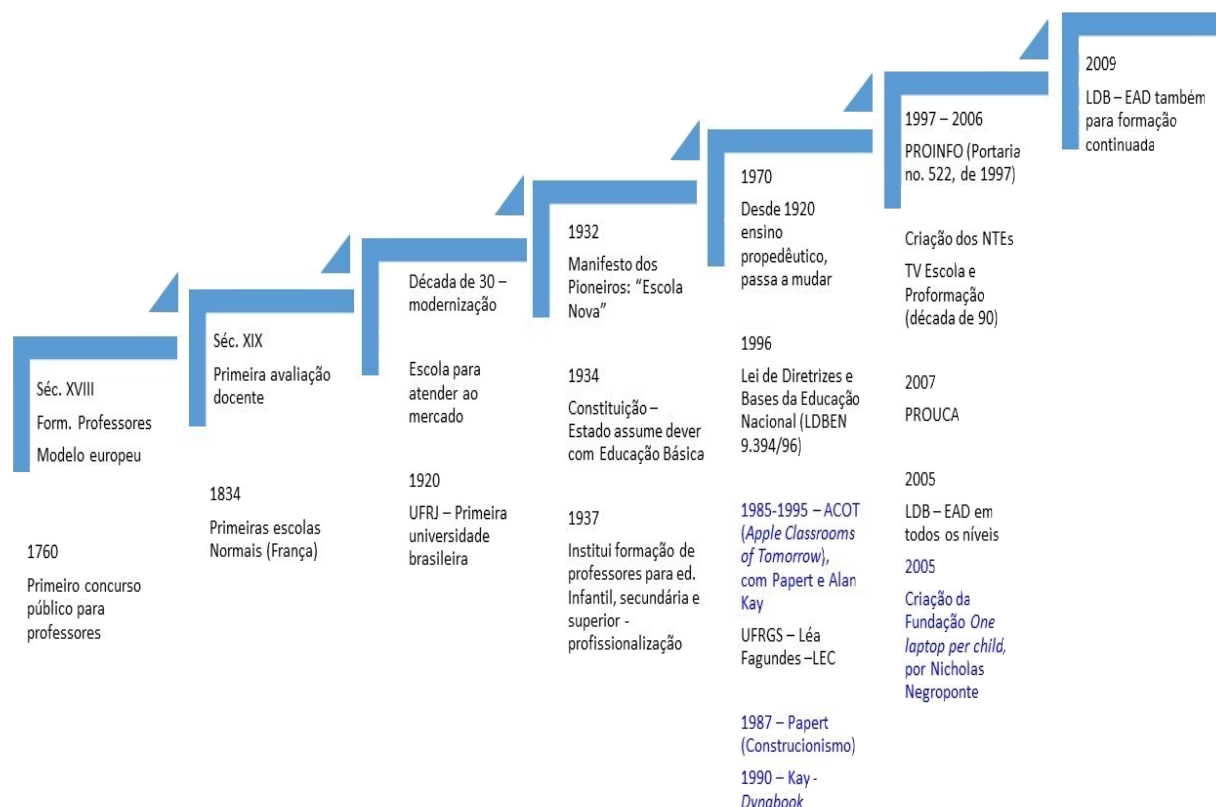 Séc. XVIII
Form. Professores
Modelo europeu
1760
Primeiro concurso
público para
professores
Séc. XIX
Primeira avaliação
docente
1834
Primeiras escolas
Normais (França)
Década de 30 –
modernização
Escola para
atender ao
mercado
1920
UFRJ – Primeira
universidade
brasileira
1932
Manifesto dos
Pioneiros: “Escola
Nova”
1934
Constituição –
Estado assume dever
com Educação Básica
1937
Institui formação de
professores para ed.
Infantil, secundária e
superior -
profissionalização
1970
Desde 1920
ensino
propedêutico,
passa a mudar
1996
Lei de Diretrizes e
Bases da Educação
Nacional (LDBEN
9.394/96)
1985-1995 – ACOT
(Apple Classrooms
of Tomorrow),
com Papert e Alan
Kay
UFRGS – Léa
Fagundes –LEC
1987 – Papert
(Construcionismo)
1990 – Kay -
Dynabook
1997 – 2006
PROINFO (Portaria
no. 522, de 1997)
Criação dos NTEs
TV Escola e
Proformação
(década de 90)
2007
PROUCA
2005
LDB – EAD em
todos os níveis
2005
Criação da
Fundação One
laptop per child,
por Nicholas
Negroponte
2009
LDB – EAD também
para formação
continuada